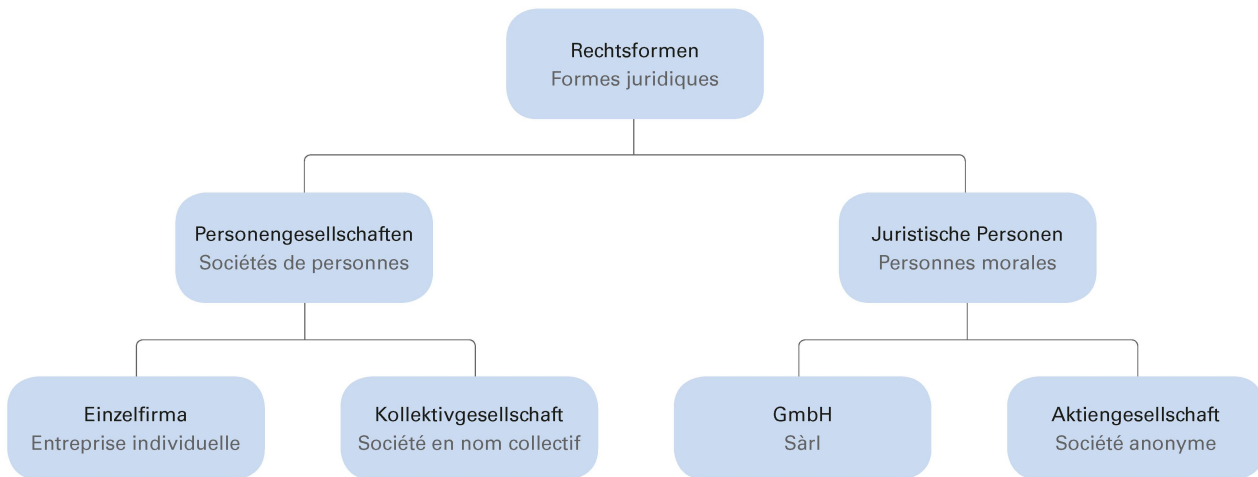 Rechtsformen
Formes juridiques
Personengesellschaften
Sociétés de personnes
Juristische Personen
Personnes morales
Einzelfirma
Entreprise individuelle
Kollektivgesellschaft
Société en nom collectif
GmbH
Sàrl
Aktiengesellschaft
Société anonyme